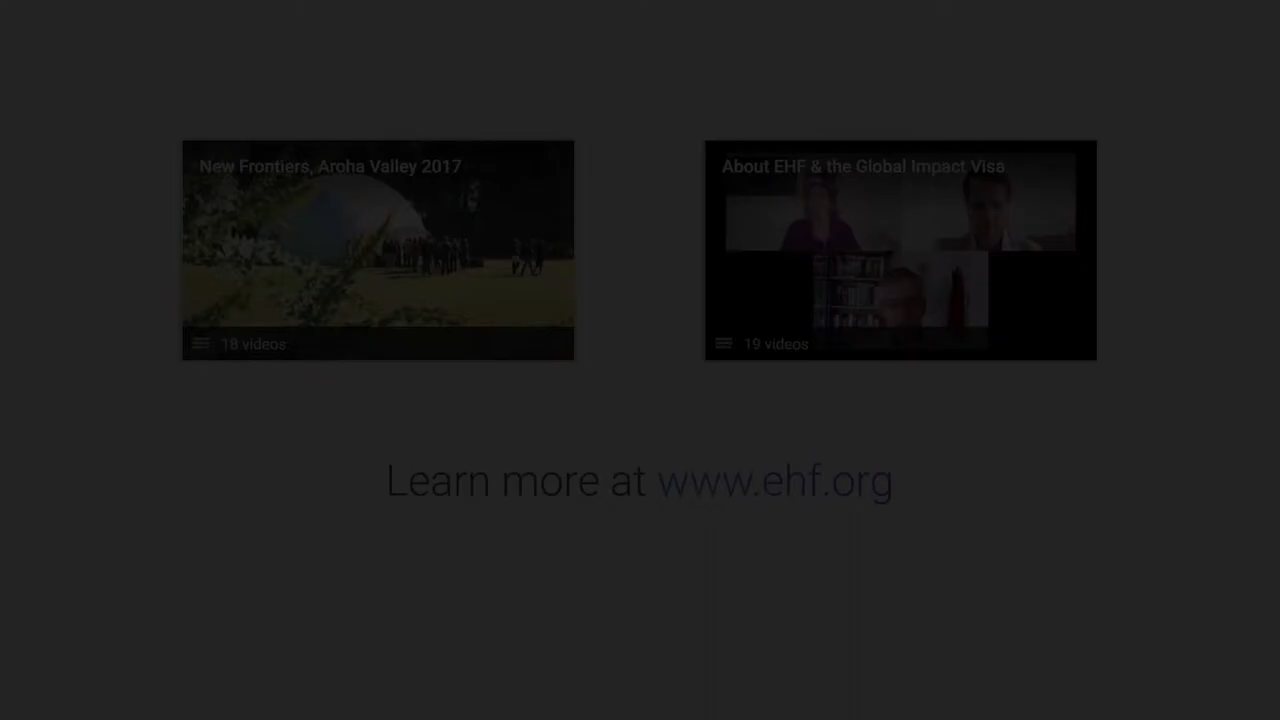 New Frontiers, Aroha Valley 2017
18 videos
About EHF & the Global Impact Visa
19 videos
Learn more at www.ehf.org